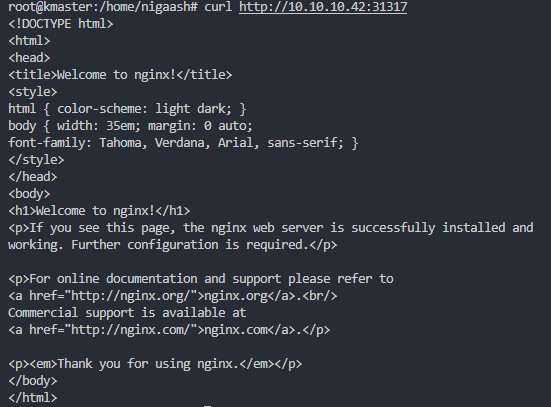 root@kmaster:/home/nigaash# curl http://10.10.10.42:31317
<!DOCTYPE html>
<html>
<head>
<title>Welcome to nginx!</title>
<style>
html { color-scheme: light dark; }
body { width: 35em; margin: 0 auto;
font-family: Tahoma, Verdana, Arial, sans-serif; }
</style>
</head>
<body>
<h1>Welcome to nginx!</h1>
<p>If you see this page, the nginx web server is successfully installed and
working. Further configuration is required.</p>
<p>For online documentation and support please refer to
<a href="http://nginx.org/">nginx.org</a>.<br/>
Commercial support is available at
<a href="http://nginx.com/">nginx.com</a>.</p>
<p><em>Thank you for using nginx.</em></p>
</body>
</html>